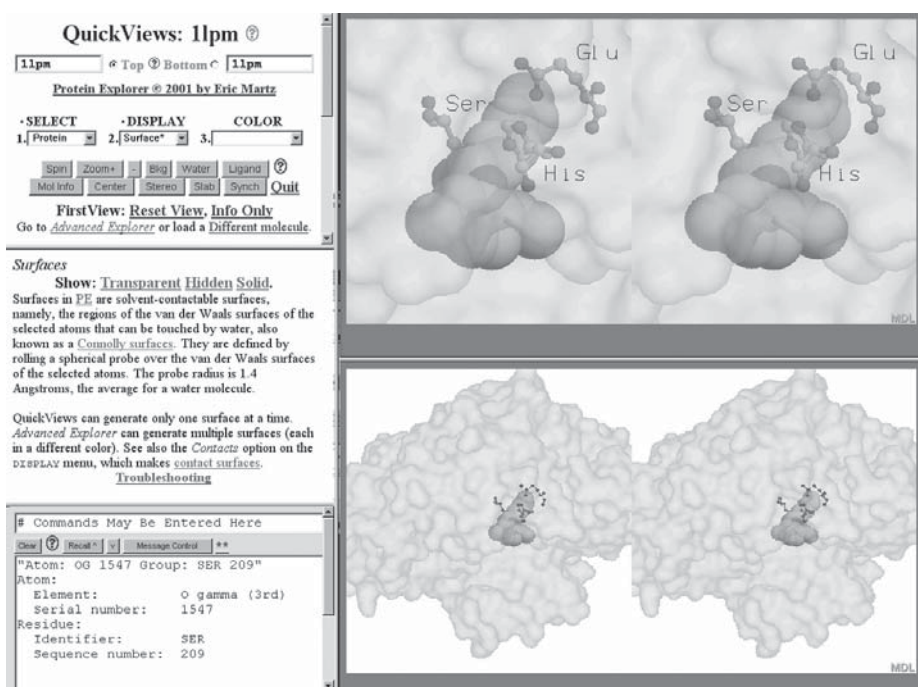 QuickViews: 1lpm ?
1lpm Top ? Bottom 1lpm
Protein Explorer © 2001 by Eric Martz
· SELECT · DISPLAY COLOR
1. Protein 2. Surface* 3.
Spin Zoom+ - Bkg Water Ligand ?
Mol Info Center Stereo Slab Synch Quit
FirstView: Reset View, Info Only
Go to Advanced Explorer or load a Different molecule.
Surfaces
Show: Transparent Hidden Solid.
Surfaces in PE are solvent-contactable surfaces,
namely, the regions of the van der Waals surfaces of the
selected atoms that can be touched by water, also
known as a Connolly surfaces. They are defined by
rolling a spherical probe over the van der Waals surfaces
of the selected atoms. The probe radius is 1.4
Angstroms, the average for a water molecule.
QuickViews can generate only one surface at a time.
Advanced Explorer can generate multiple surfaces (each
in a different color). See also the Contacts option on the
DISPLAY menu, which makes contact surfaces.
Troubleshooting
# Commands May Be Entered Here
Clear ? Recall ^ v Message Control **
"Atom: OG 1547 Group: SER 209"
Atom:
Element: O gamma (3rd)
Serial number: 1547
Residue:
Identifier: SER
Sequence number: 209
Glu
Ser
His
Glu
Ser
His
MDL
MDL